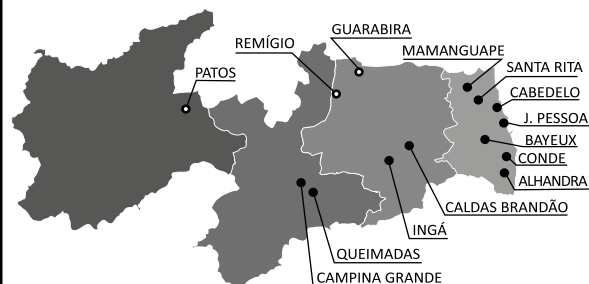 GUARABIRA
REMÍGIO
MAMANGUAPE
SANTA RITA
PATOS
CABEDELO
J. PESSOA
BAYEUX
CONDE
ALHANDRA
CALDAS BRANDÃO
INGÁ
QUEIMADAS
CAMPINA GRANDE